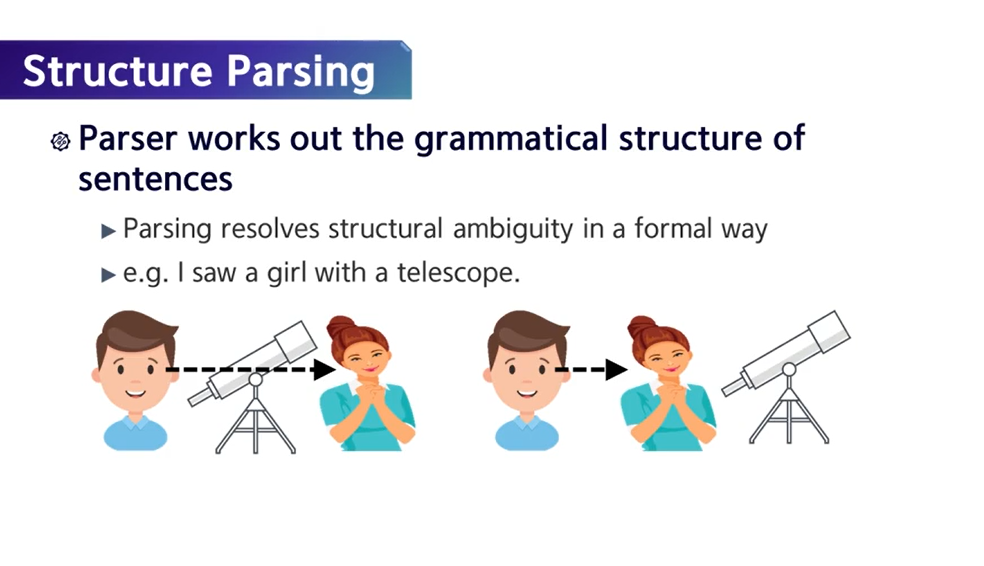 Structure Parsing
Parser works out the grammatical structure of
sentences
Parsing resolves structural ambiguity in a formal way
e.g. I saw a girl with a telescope.